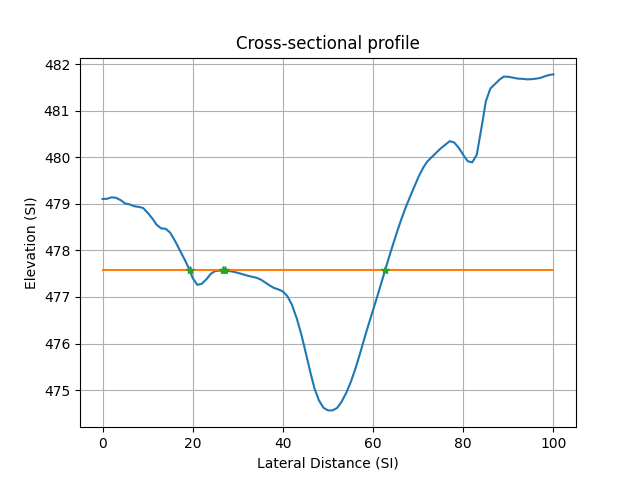 Cross-sectional profile
Elevation (SI)
482
481
480
479
478
477
476
475
0 20 40 60 80 100
Lateral Distance (SI)